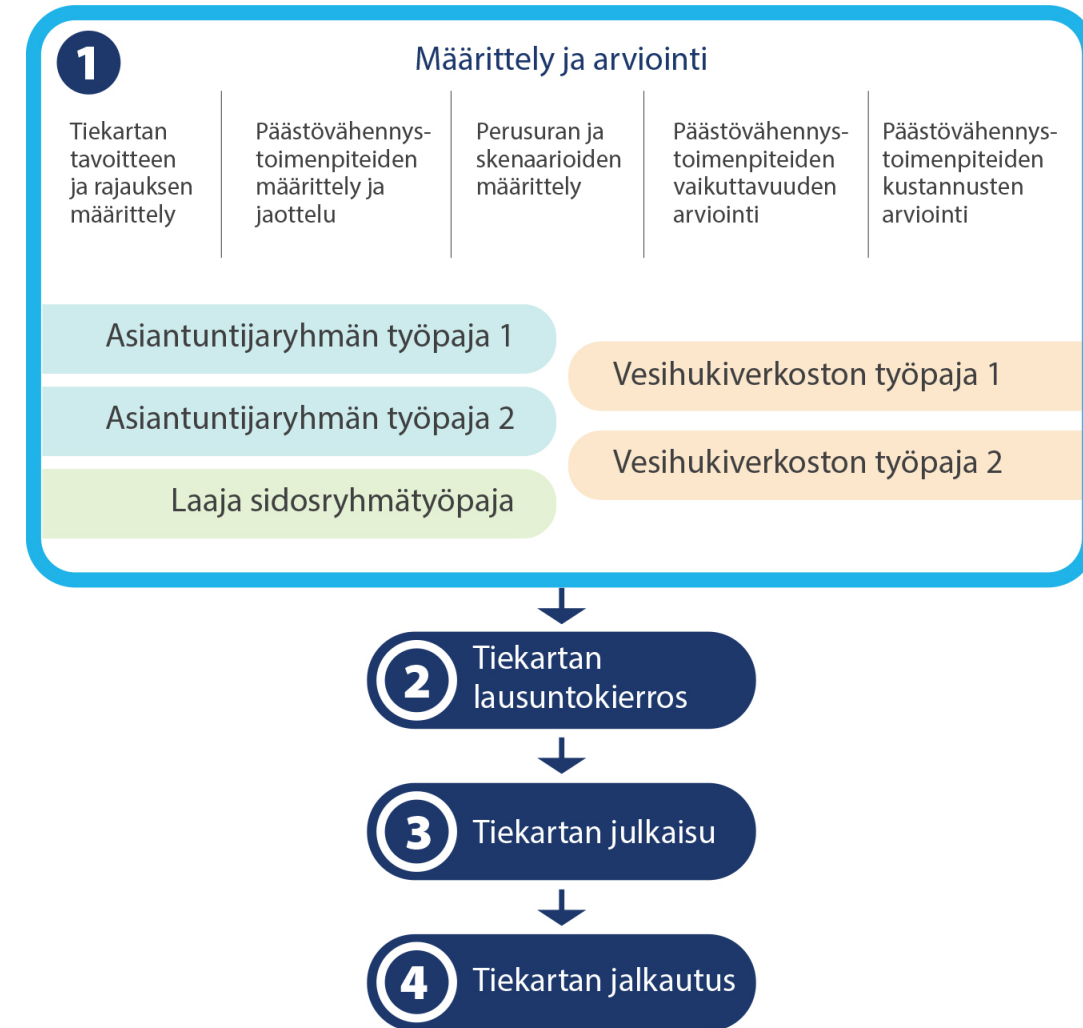 1
Määrittely ja arviointi
Tiekartan
tavoitteen
ja rajauksen
määrittely
Päästövähennys-
toimenpiteiden
määrittely ja
jaottelu
Perusuran ja
skenaarioiden
määrittely
Päästövähennys-
toimenpiteiden
vaikuttavuuden
arviointi
Päästövähennys-
toimenpiteiden
kustannusten
arviointi
Asiantuntijaryhmän työpaja 1
Asiantuntijaryhmän työpaja 2
Laaja sidosryhmätyöpaja
Vesihukiverkoston työpaja 1
Vesihukiverkoston työpaja 2
2
Tiekartan
lausuntokierros
3
Tiekartan julkaisu
4
Tiekartan jalkautus